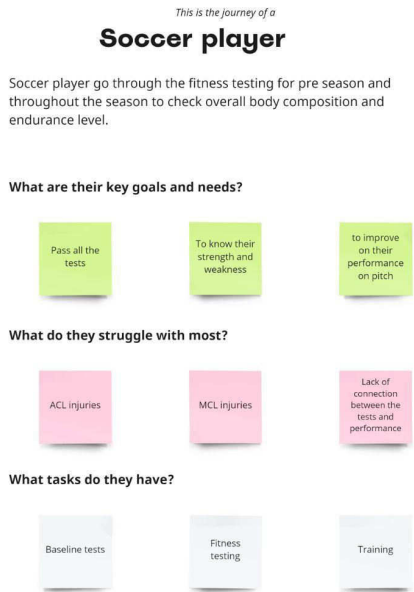 This is the journey of a
Soccer player
Soccer player go through the fitness testing for pre season and
throughout the season to check overall body composition and
endurance level.
What are their key goals and needs?
Pass all the
tests
To know their
strength and
weakness
to improve
on their
performance
on pitch
What do they struggle with most?
ACL injuries
MCL injuries
Lack of
connection
between the
tests and
performance
What tasks do they have?
Baseline tests
Fitness
testing
Training